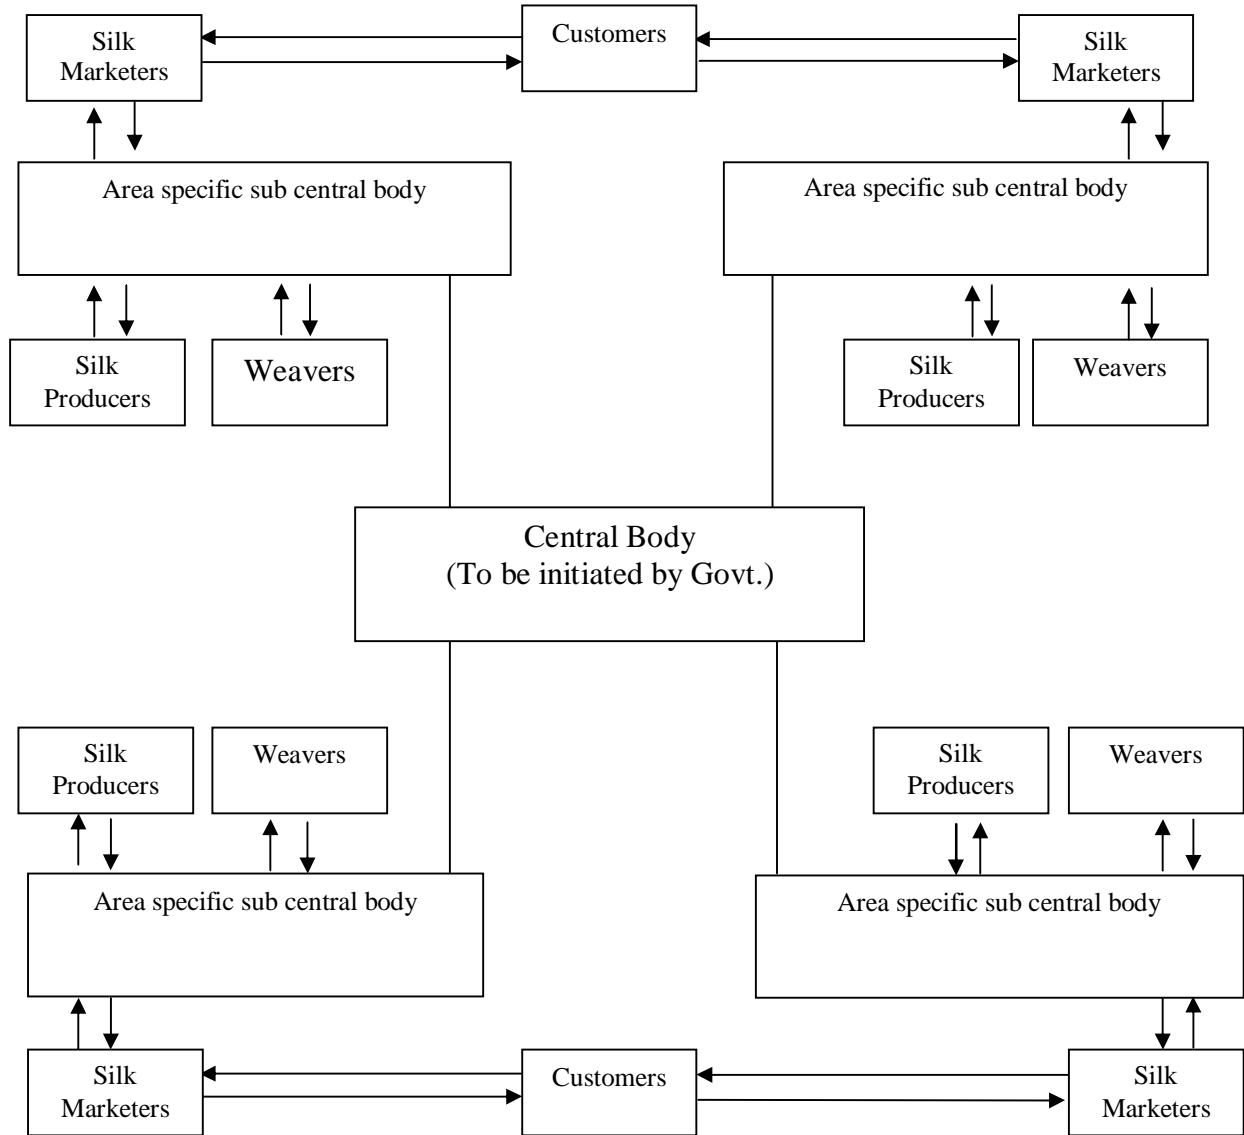 Silk
Marketers
Customers
Silk
Marketers
Area specific sub central body
Area specific sub central body
Silk
Producers
Weavers
Silk
Producers
Weavers
Central Body
(To be initiated by Govt.)
Silk
Producers
Weavers
Silk
Producers
Weavers
Area specific sub central body
Area specific sub central body
Silk
Marketers
Customers
Silk
Marketers